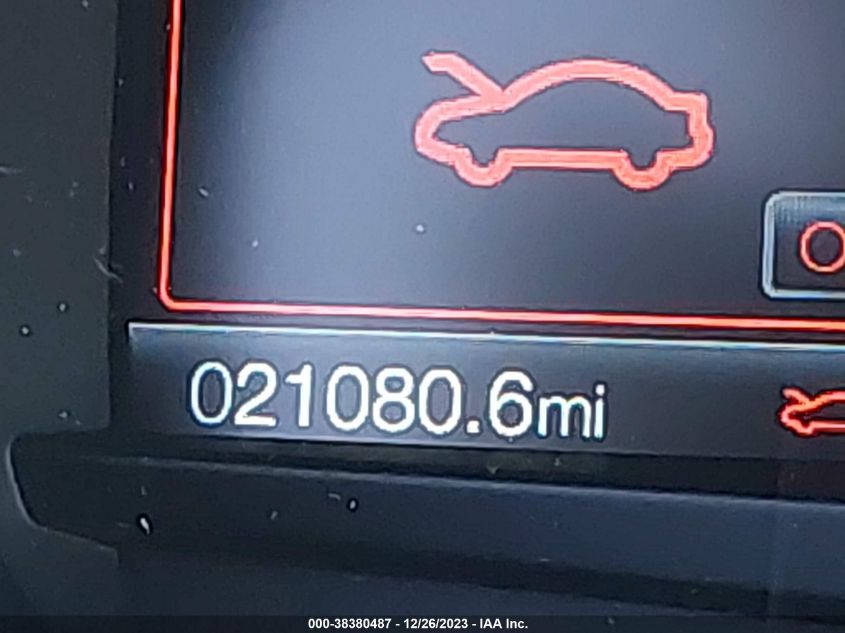 O
021080.6mi
000-38380487 - 12/26/2023 - IAA Inc.